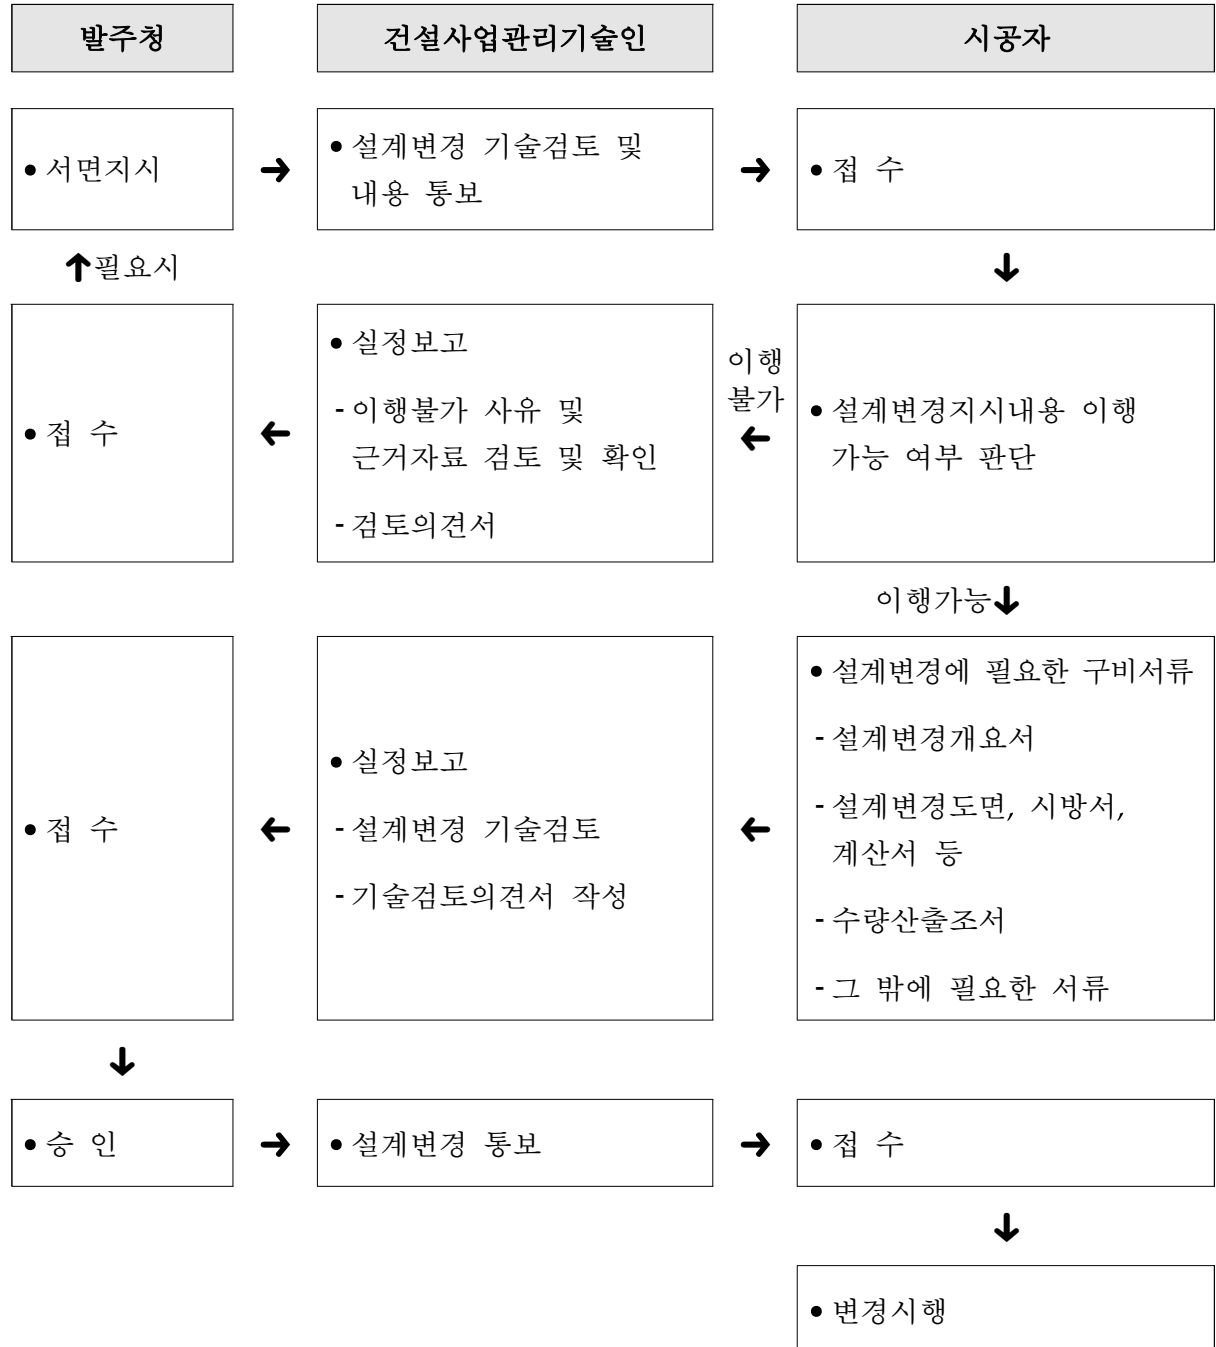 발주청
건설사업관리기술인
시공자
• 서면지시
→
• 설계변경 기술검토 및
내용 통보
→
• 접 수
↑필요시
↓
• 접 수
←
• 실정보고
- 이행불가 사유 및
근거자료 검토 및 확인
- 검토의견서
이행
불가
←
• 설계변경지시내용 이행
가능 여부 판단
이행가능↓
• 접 수
←
• 실정보고
- 설계변경 기술검토
- 기술검토의견서 작성
←
• 설계변경에 필요한 구비서류
- 설계변경개요서
- 설계변경도면, 시방서,
계산서 등
- 수량산출조서
- 그 밖에 필요한 서류
↓
• 승 인
→
• 설계변경 통보
→
• 접 수
↓
• 변경시행